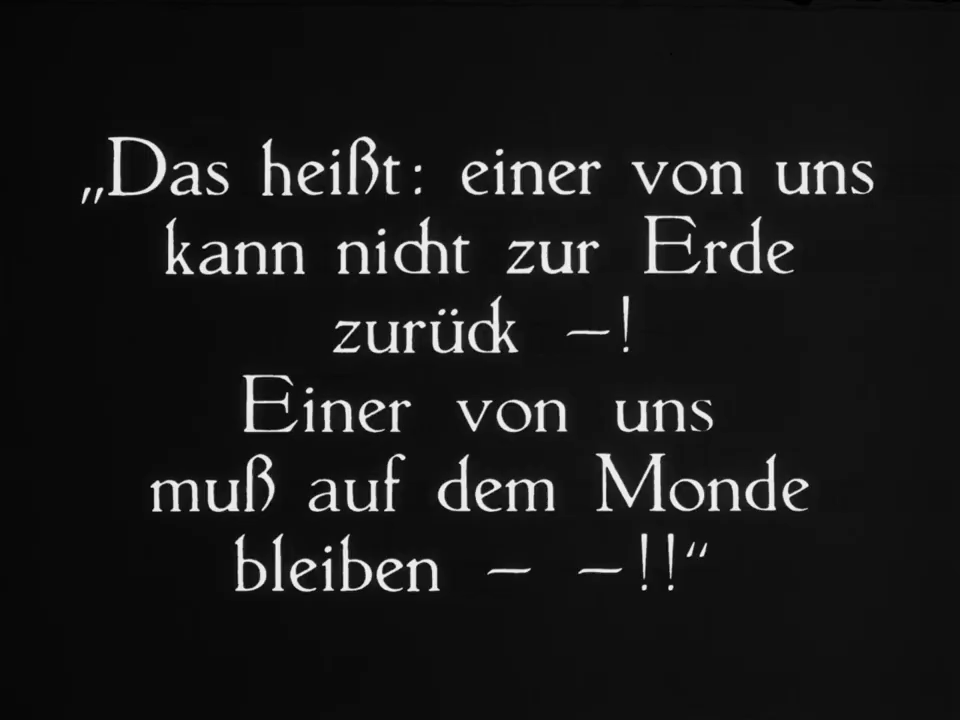 „Das heißt: einer von uns
kann nicht zur Erde
zurück –!
Einer von uns
muß auf dem Monde
bleiben – –!!“